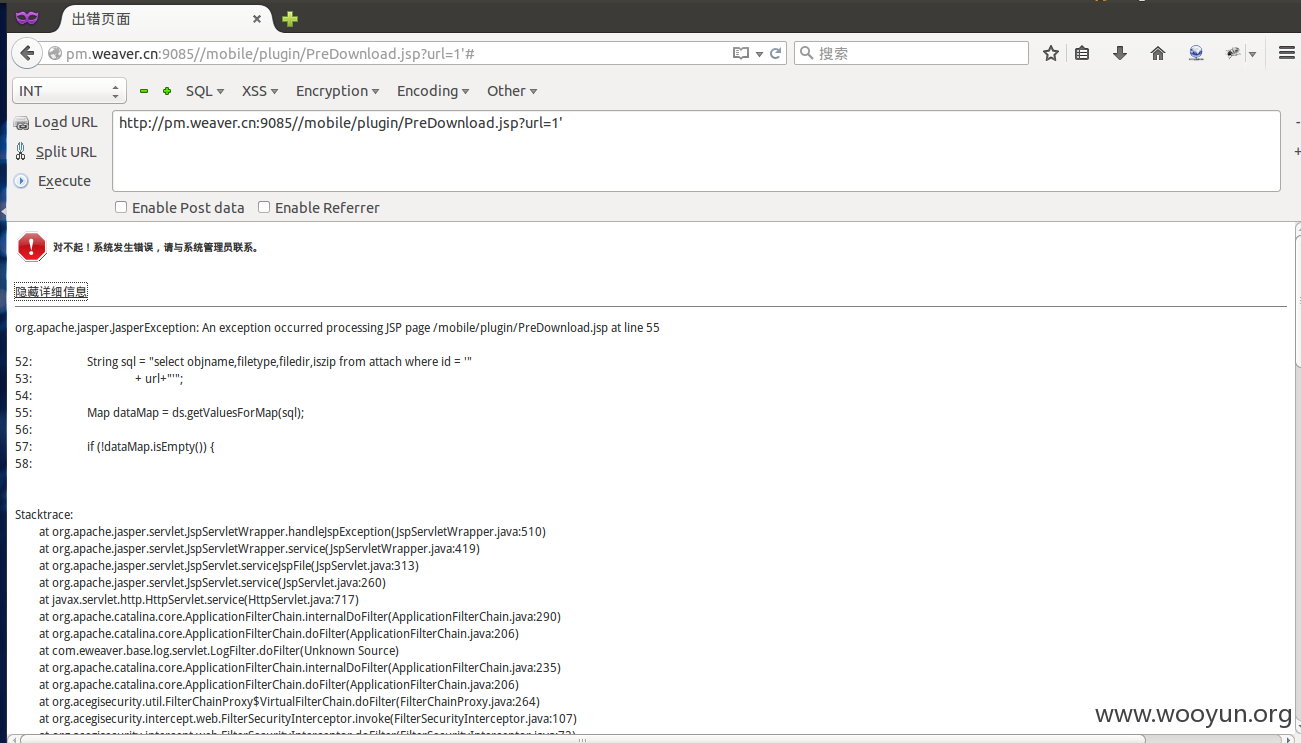 出错页面
pm.weaver.cn:9085//mobile/plugin/PreDownload.jsp?url=1'#
搜索
INT
SQL
XSS
Encryption
Encoding
Other
Load URL
http://pm.weaver.cn:9085//mobile/plugin/PreDownload.jsp?url=1'
Split URL
Execute
Enable Post data
Enable Referrer
对不起！系统发生错误，请与系统管理员联系。
隐藏详细信息
org.apache.jasper.JasperException: An exception occurred processing JSP page /mobile/plugin/PreDownload.jsp at line 55
52: String sql = "select objname,filetype,filedir,iszip from attach where id = '"
53: + url+"'";
54:
55: Map dataMap = ds.getValuesForMap(sql);
56:
57: if (!dataMap.isEmpty()) {
58:
Stacktrace:
at org.apache.jasper.servlet.JspServletWrapper.handleJspException(JspServletWrapper.java:510)
at org.apache.jasper.servlet.JspServletWrapper.service(JspServletWrapper.java:419)
at org.apache.jasper.servlet.JspServlet.serviceJspFile(JspServlet.java:313)
at org.apache.jasper.servlet.JspServlet.service(JspServlet.java:260)
at javax.servlet.http.HttpServlet.service(HttpServlet.java:717)
at org.apache.catalina.core.ApplicationFilterChain.internalDoFilter(ApplicationFilterChain.java:290)
at org.apache.catalina.core.ApplicationFilterChain.doFilter(ApplicationFilterChain.java:206)
at com.eweaver.base.log.servlet.LogFilter.doFilter(Unknown Source)
at org.apache.catalina.core.ApplicationFilterChain.internalDoFilter(ApplicationFilterChain.java:235)
at org.apache.catalina.core.ApplicationFilterChain.doFilter(ApplicationFilterChain.java:206)
at org.acegisecurity.util.FilterChainProxy$VirtualFilterChain.doFilter(FilterChainProxy.java:264)
at org.acegisecurity.intercept.web.FilterSecurityInterceptor.invoke(FilterSecurityInterceptor.java:107)
www.wooyun.org